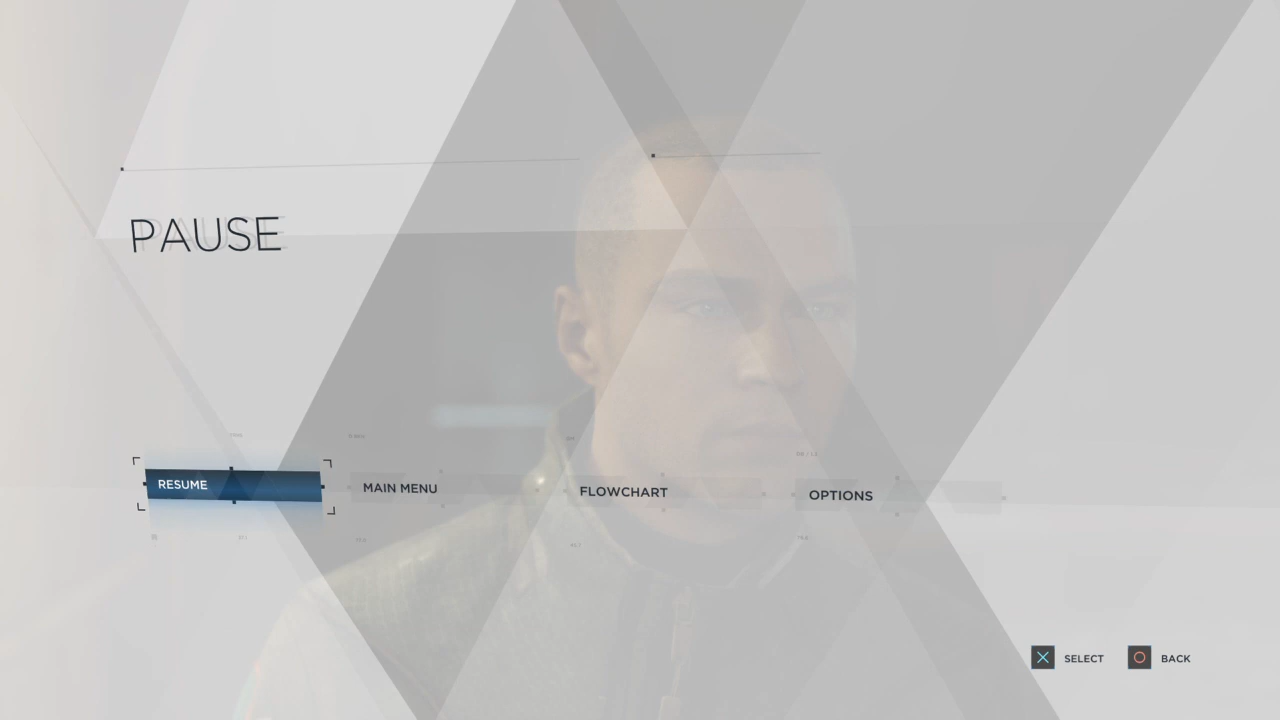 PAUSE
RESUME
MAIN MENU
FLOWCHART
OPTIONS
SELECT
BACK